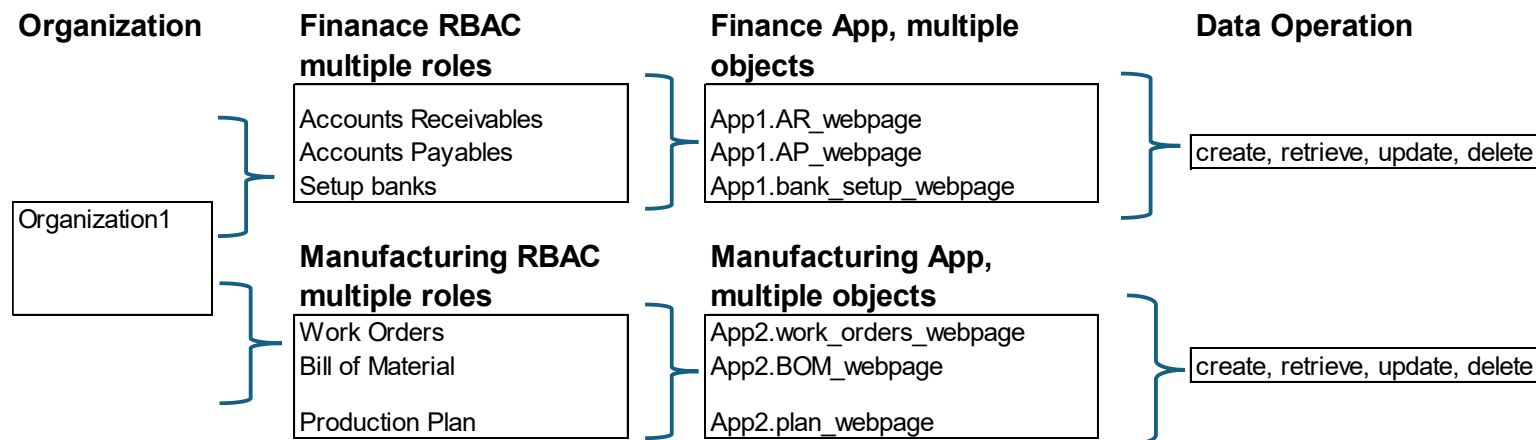 Organization
Finanace RBAC
multiple roles
Finance App, multiple
objects
Data Operation
Accounts Receivables
Accounts Payables
Setup banks
App1.AR_webpage
App1.AP_webpage
App1.bank_setup_webpage
create, retrieve, update, delete
Organization1
Manufacturing RBAC
multiple roles
Manufacturing App,
multiple objects
Work Orders
Bill of Material
Production Plan
App2.work_orders_webpage
App2.BOM_webpage
App2.plan_webpage
create, retrieve, update, delete